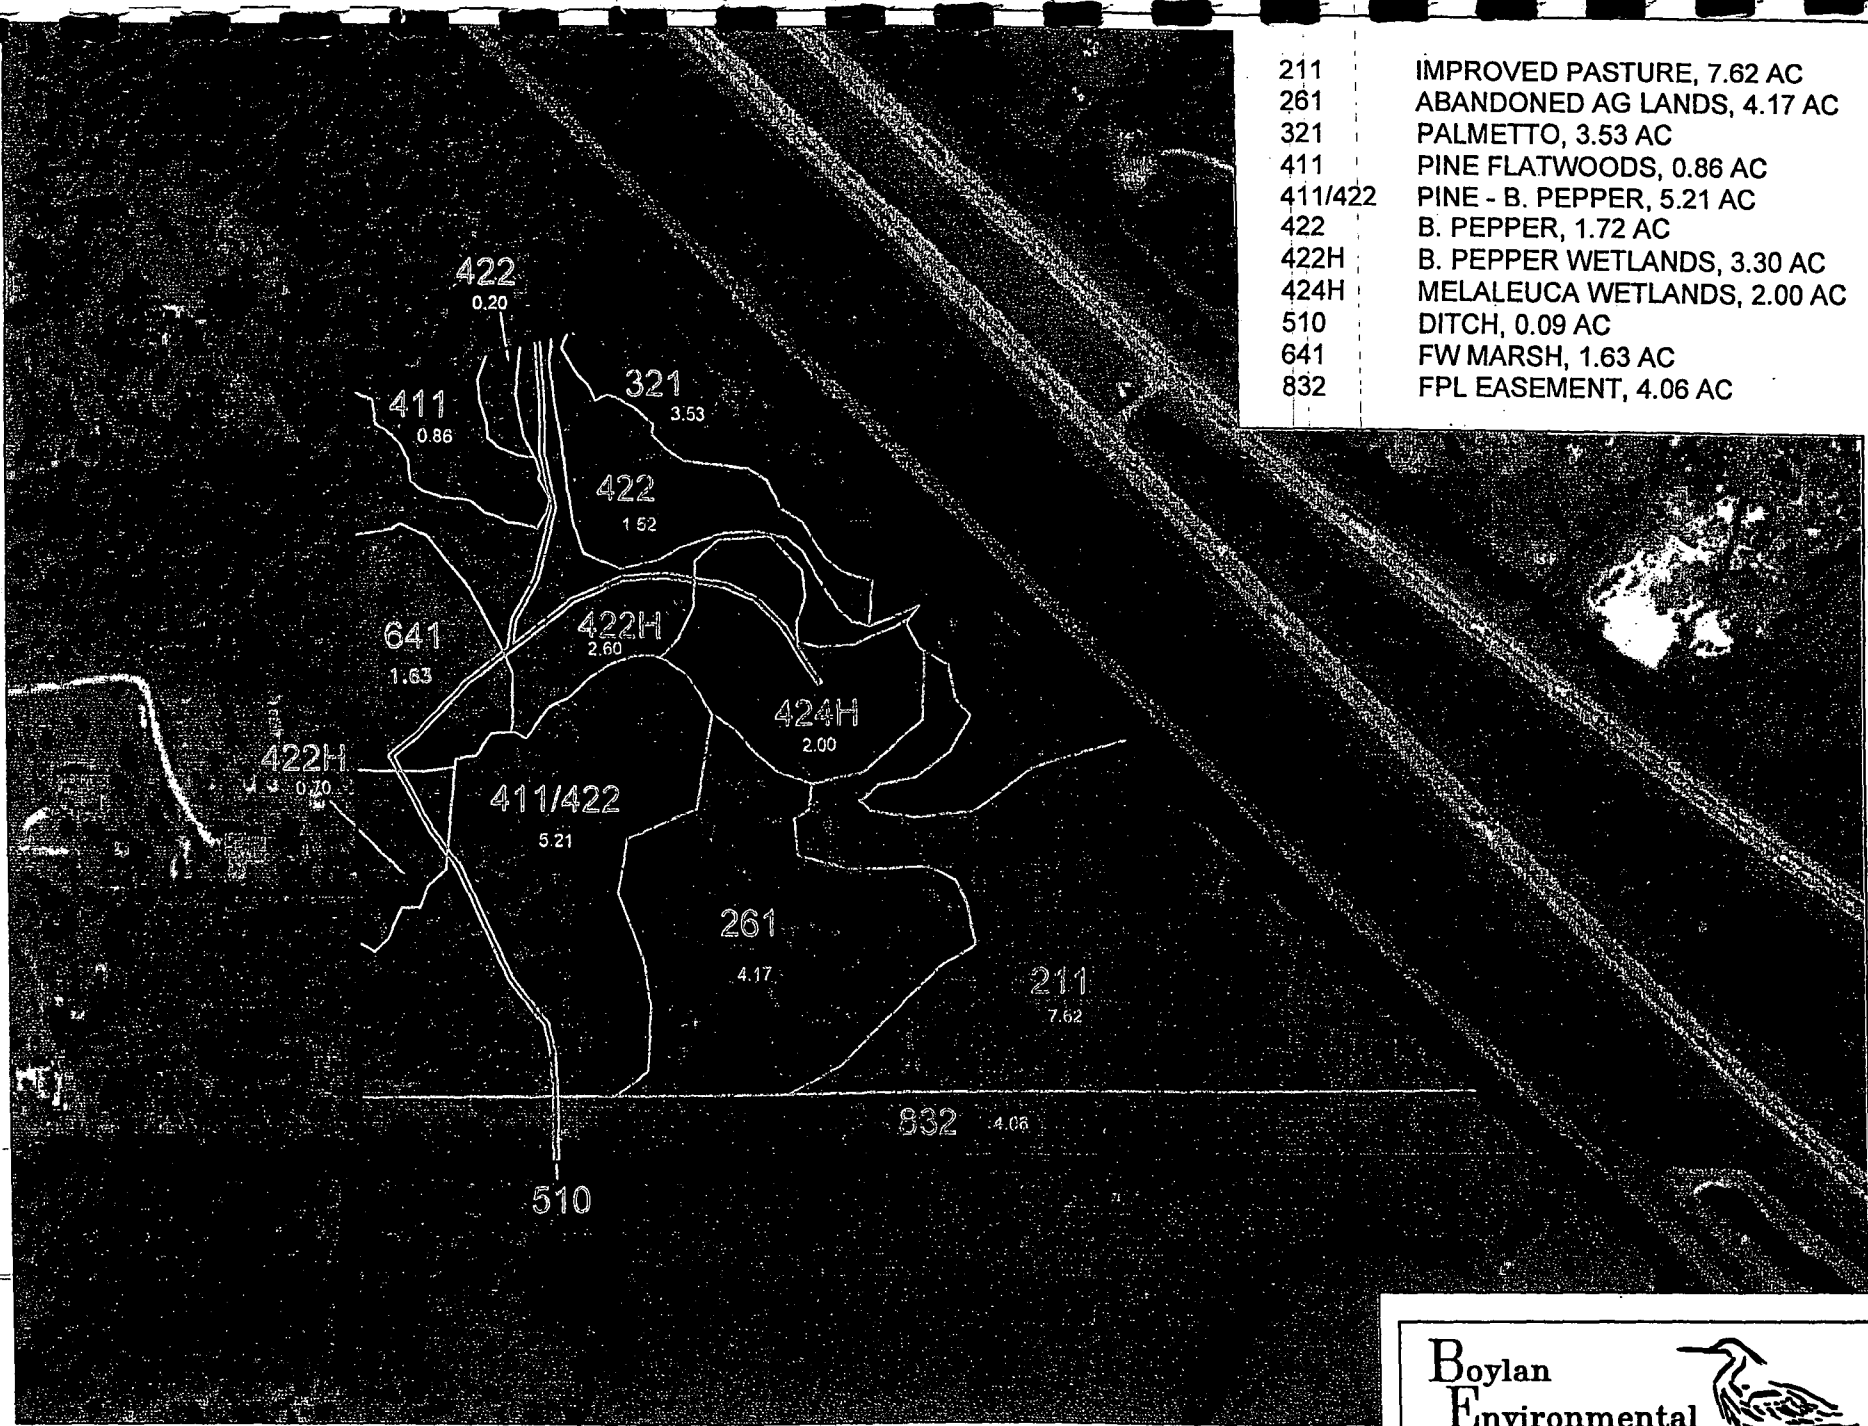 211 IMPROVED PASTURE, 7.62 AC
261 ABANDONED AG LANDS, 4.17 AC
321 PALMETTO, 3.53 AC
411 PINE FLATWOODS, 0.86 AC
411/422 PINE - B. PEPPER, 5.21 AC
422 B. PEPPER, 1.72 AC
422H B. PEPPER WETLANDS, 3.30 AC
424H MELALEUCA WETLANDS, 2.00 AC
510 DITCH, 0.09 AC
641 FW MARSH, 1.63 AC
832 FPL EASEMENT, 4.06 AC
422
0.20
321
3.53
411
0.86
422
1.52
422H
2.60
641
1.63
424H
2.00
422H
0.70
411/422
5.21
261
4.17
211
7.62
832 4.06
510
Boylan
Environmental